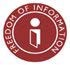 FREEDOM OF INFORMATION
i